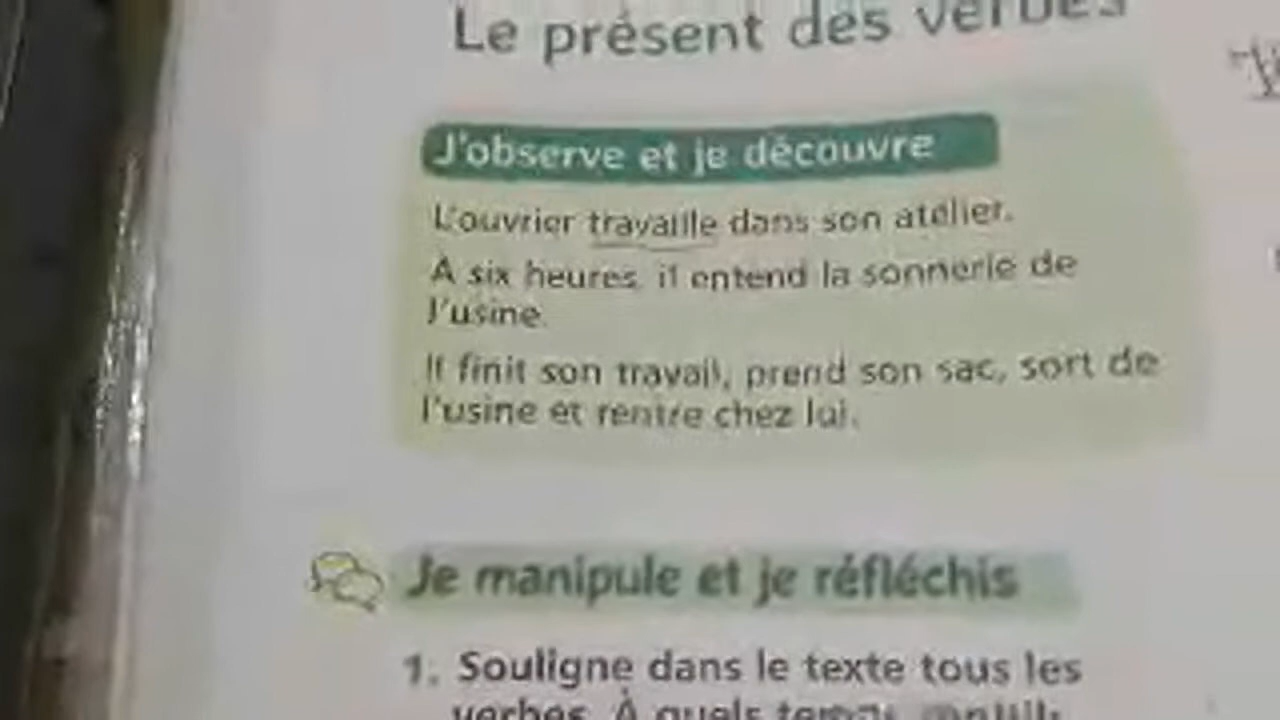 Le présent des verbes
J'observe et je découvre
L'ouvrier travaille dans son atelier.
À six heures, il entend la sonnerie de
l'usine.
Il finit son travail, prend son sac, sort de
l'usine et rentre chez lui.
Je manipule et je réfléchis
1. Souligne dans le texte tous les
verbes. À quels temps